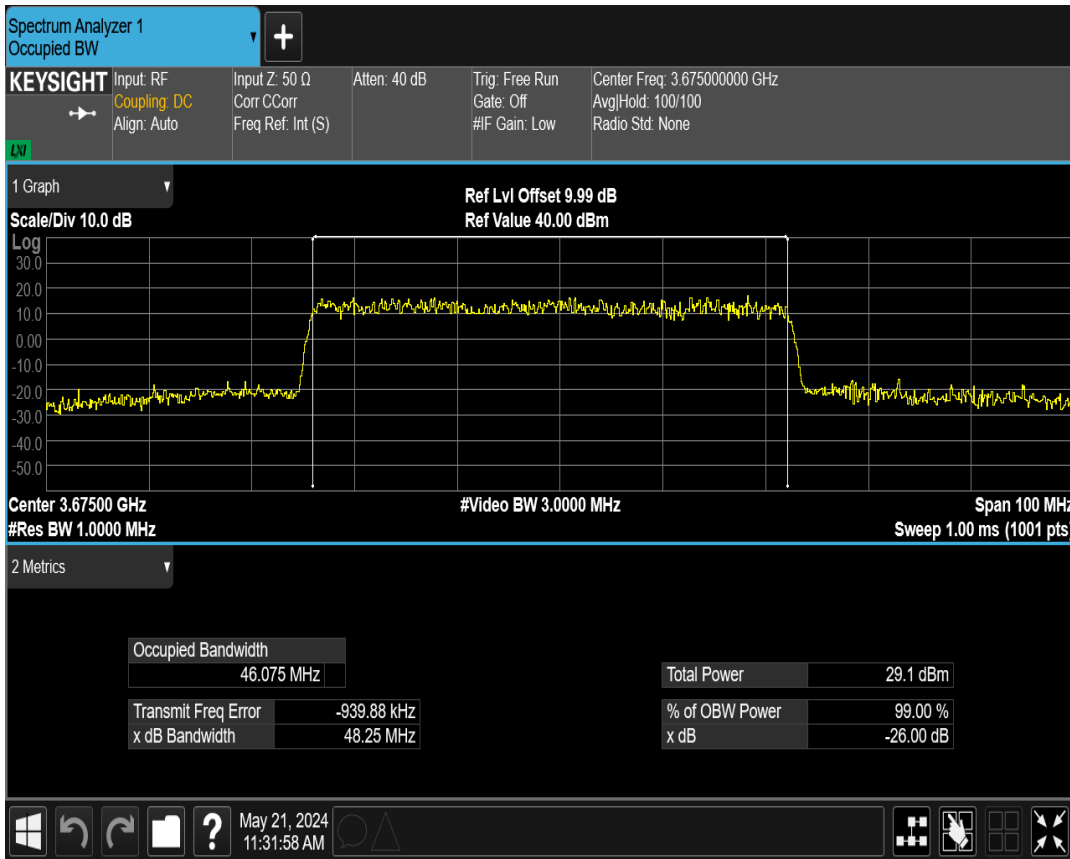 Spectrum Analyzer 1
Occupied BW
KEYSIGHT
LXI
Input: RF
Coupling: DC
Align: Auto
Input Z: 50 Ω
Corr CCorr
Freq Ref: Int (S)
Atten: 40 dB
Trig: Free Run
Gate: Off
#IF Gain: Low
Center Freq: 3.675000000 GHz
Avg|Hold: 100/100
Radio Std: None
1 Graph
Scale/Div 10.0 dB
Ref Lvl Offset 9.99 dB
Ref Value 40.00 dBm
Log
30.0
20.0
10.0
0.00
-10.0
-20.0
-30.0
-40.0
-50.0
Center 3.67500 GHz
#Res BW 1.0000 MHz
#Video BW 3.0000 MHz
Span 100 MHz
Sweep 1.00 ms (1001 pts)
2 Metrics
Occupied Bandwidth
46.075 MHz
Transmit Freq Error -939.88 kHz
x dB Bandwidth 48.25 MHz
Total Power 29.1 dBm
% of OBW Power 99.00 %
x dB -26.00 dB
?
May 21, 2024
11:31:58 AM